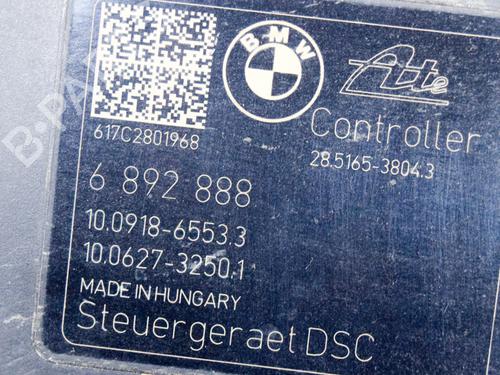 BMW
Ate
Controller
28.5165-3804.3
617C2801968
6 892 888
10.0918-6553.3
10.0627-3250.1
MADE IN HUNGARY
Steuergeraet DSC